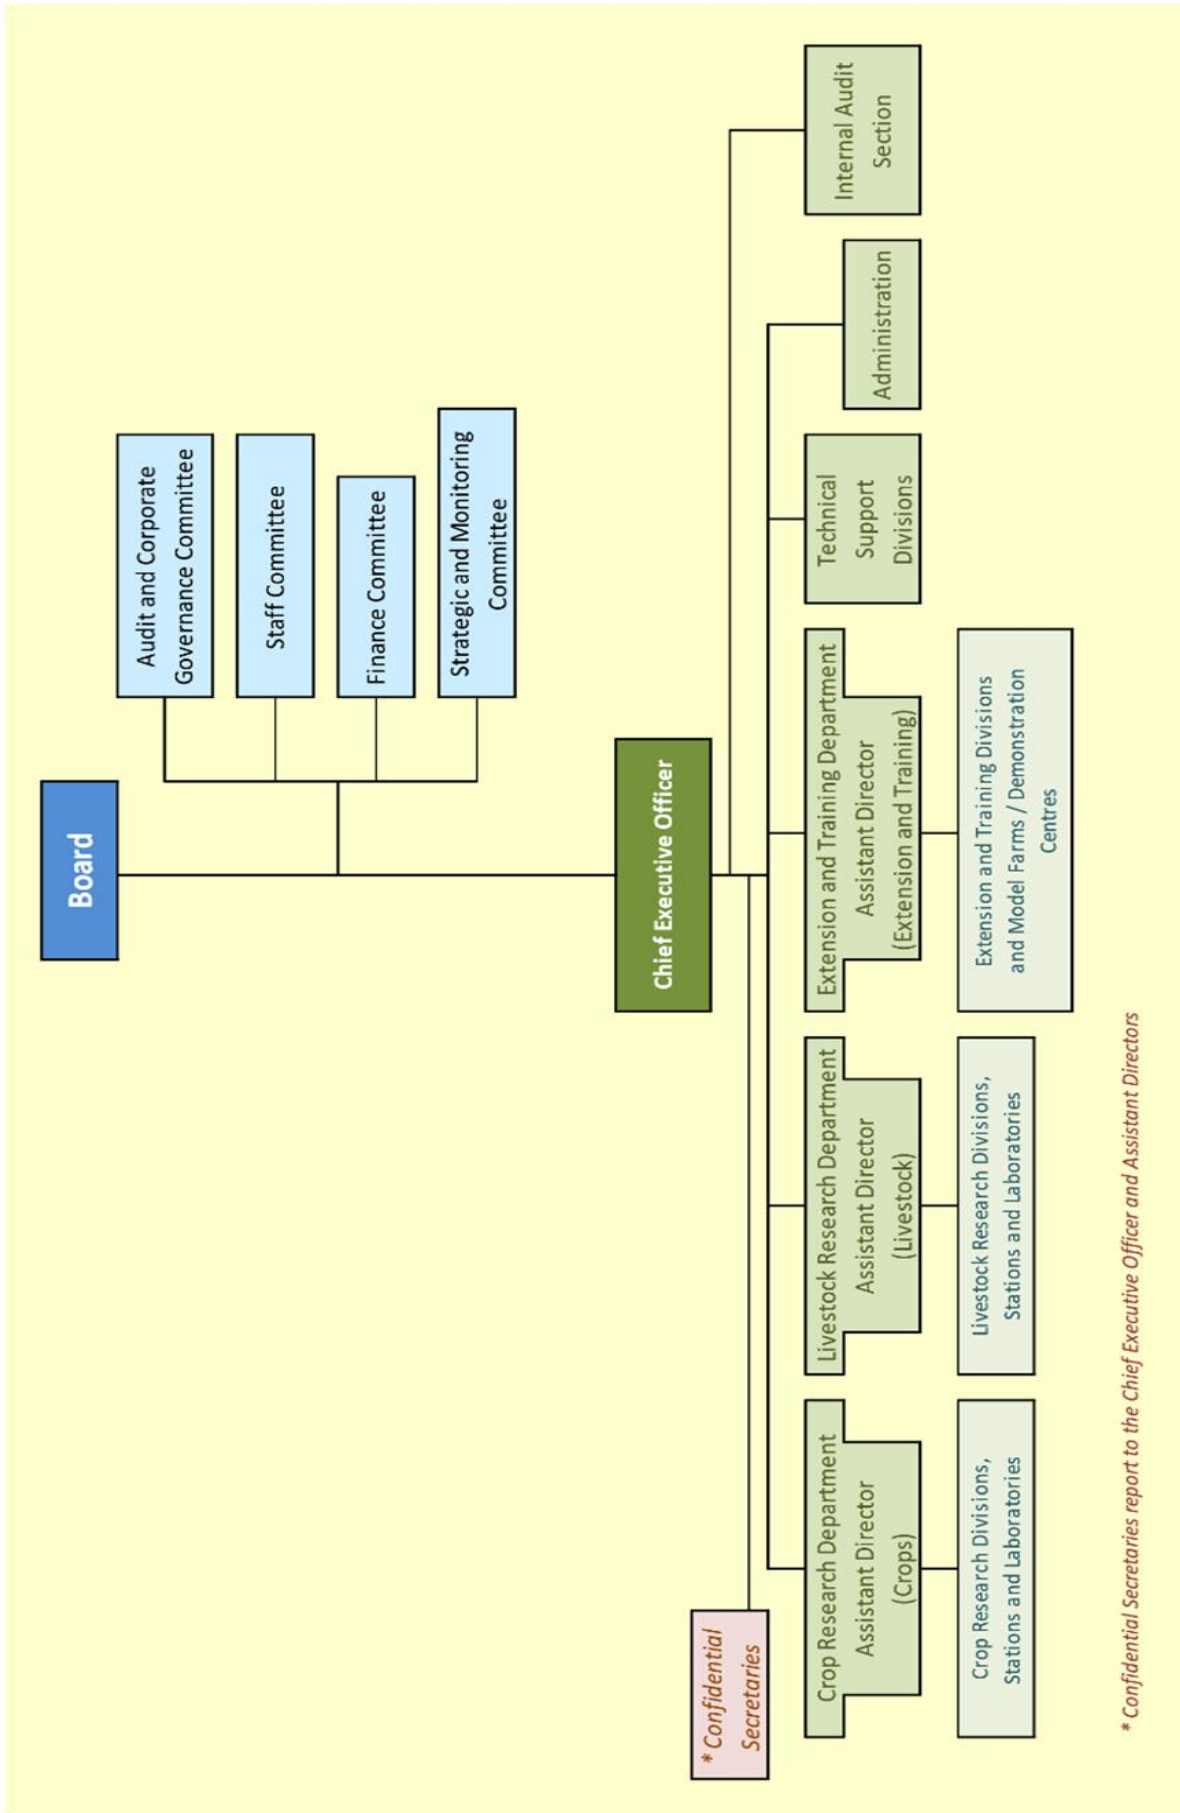 Board
Audit and Corporate
Governance Committee
Staff Committee
Finance Committee
Strategic and Monitoring
Committee
Chief Executive Officer
* Confidential
Secretaries
Crop Research Department
Assistant Director
(Crops)
Livestock Research Department
Assistant Director
(Livestock)
Extension and Training Department
Assistant Director
(Extension and Training)
Technical
Support
Divisions
Administration
Internal Audit
Section
Crop Research Divisions,
Stations and Laboratories
Livestock Research Divisions,
Stations and Laboratories
Extension and Training Divisions
and Model Farms / Demonstration
Centres
* Confidential Secretaries report to the Chief Executive Officer and Assistant Directors